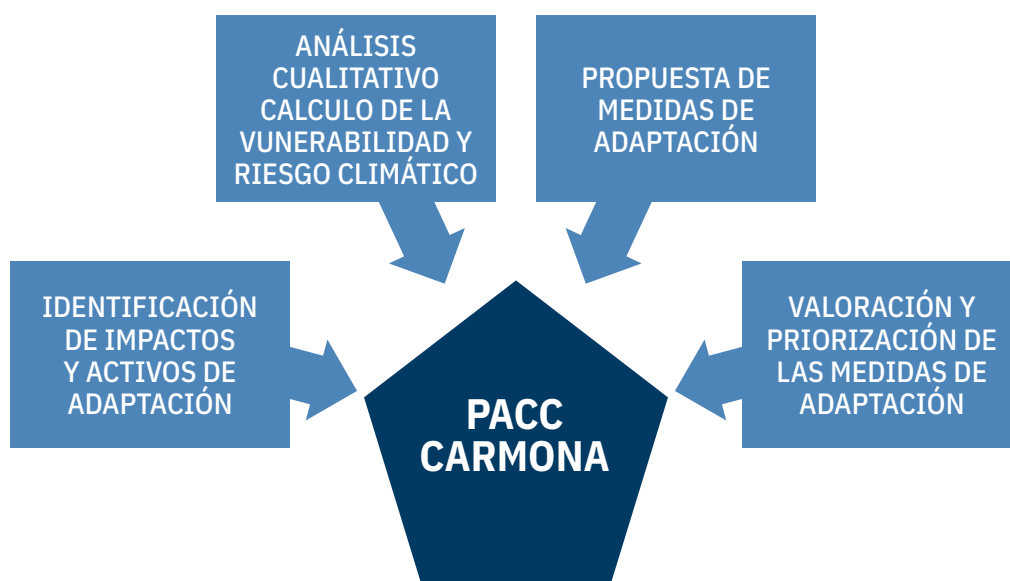 ANÁLISIS
CUALITATIVO
CALCULO DE LA
VUNERABILIDAD Y
RIESGO CLIMÁTICO
PROPUESTA DE
MEDIDAS DE
ADAPTACIÓN
IDENTIFICACIÓN
DE IMPACTOS
Y ACTIVOS DE
ADAPTACIÓN
VALORACIÓN Y
PRIORIZACIÓN DE
LAS MEDIDAS DE
ADAPTACIÓN
PACC
CARMONA